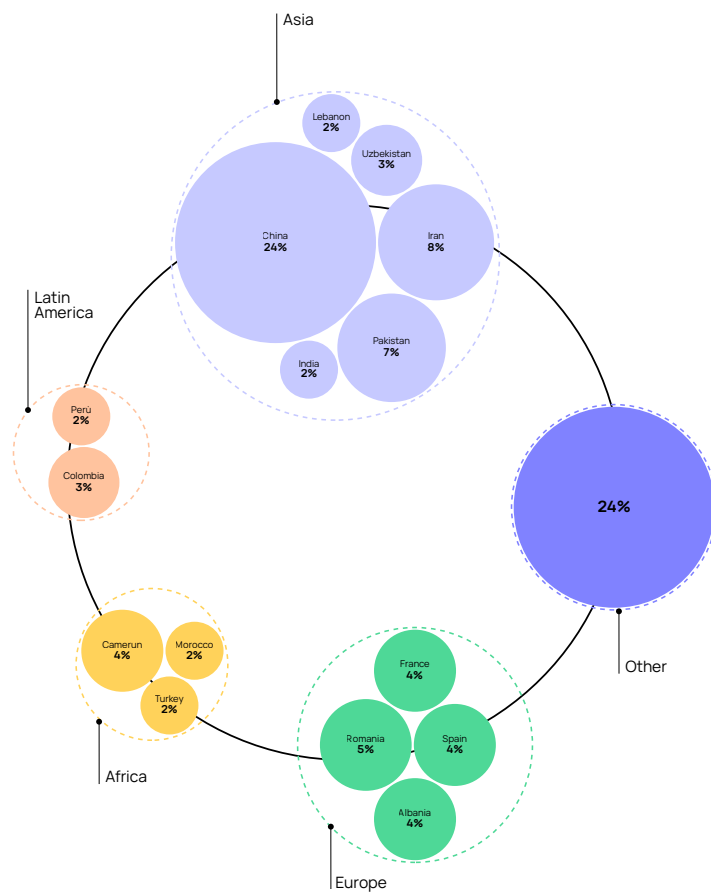 Asia
Lebanon
2%
Uzbekistan
3%
China
24%
Iran
8%
Pakistan
7%
India
2%
Latin
America
Perù
2%
Colombia
3%
24%
Other
Camerun
4%
Morocco
2%
Turkey
2%
Africa
France
4%
Romania
5%
Spain
4%
Albania
4%
Europe